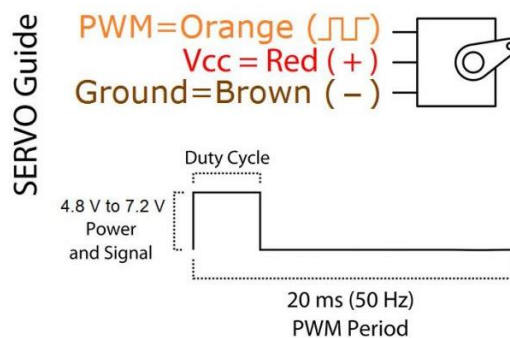 SERVO Guide
PWM=Orange (⎍⎍)
Vcc = Red ( + )
Ground=Brown ( − )
Duty Cycle
4.8 V to 7.2 V
Power
and Signal
20 ms (50 Hz)
PWM Period